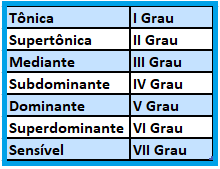 Tônica I Grau
Supertônica II Grau
Mediante III Grau
Subdominante IV Grau
Dominante V Grau
Superdominante VI Grau
Sensível VII Grau